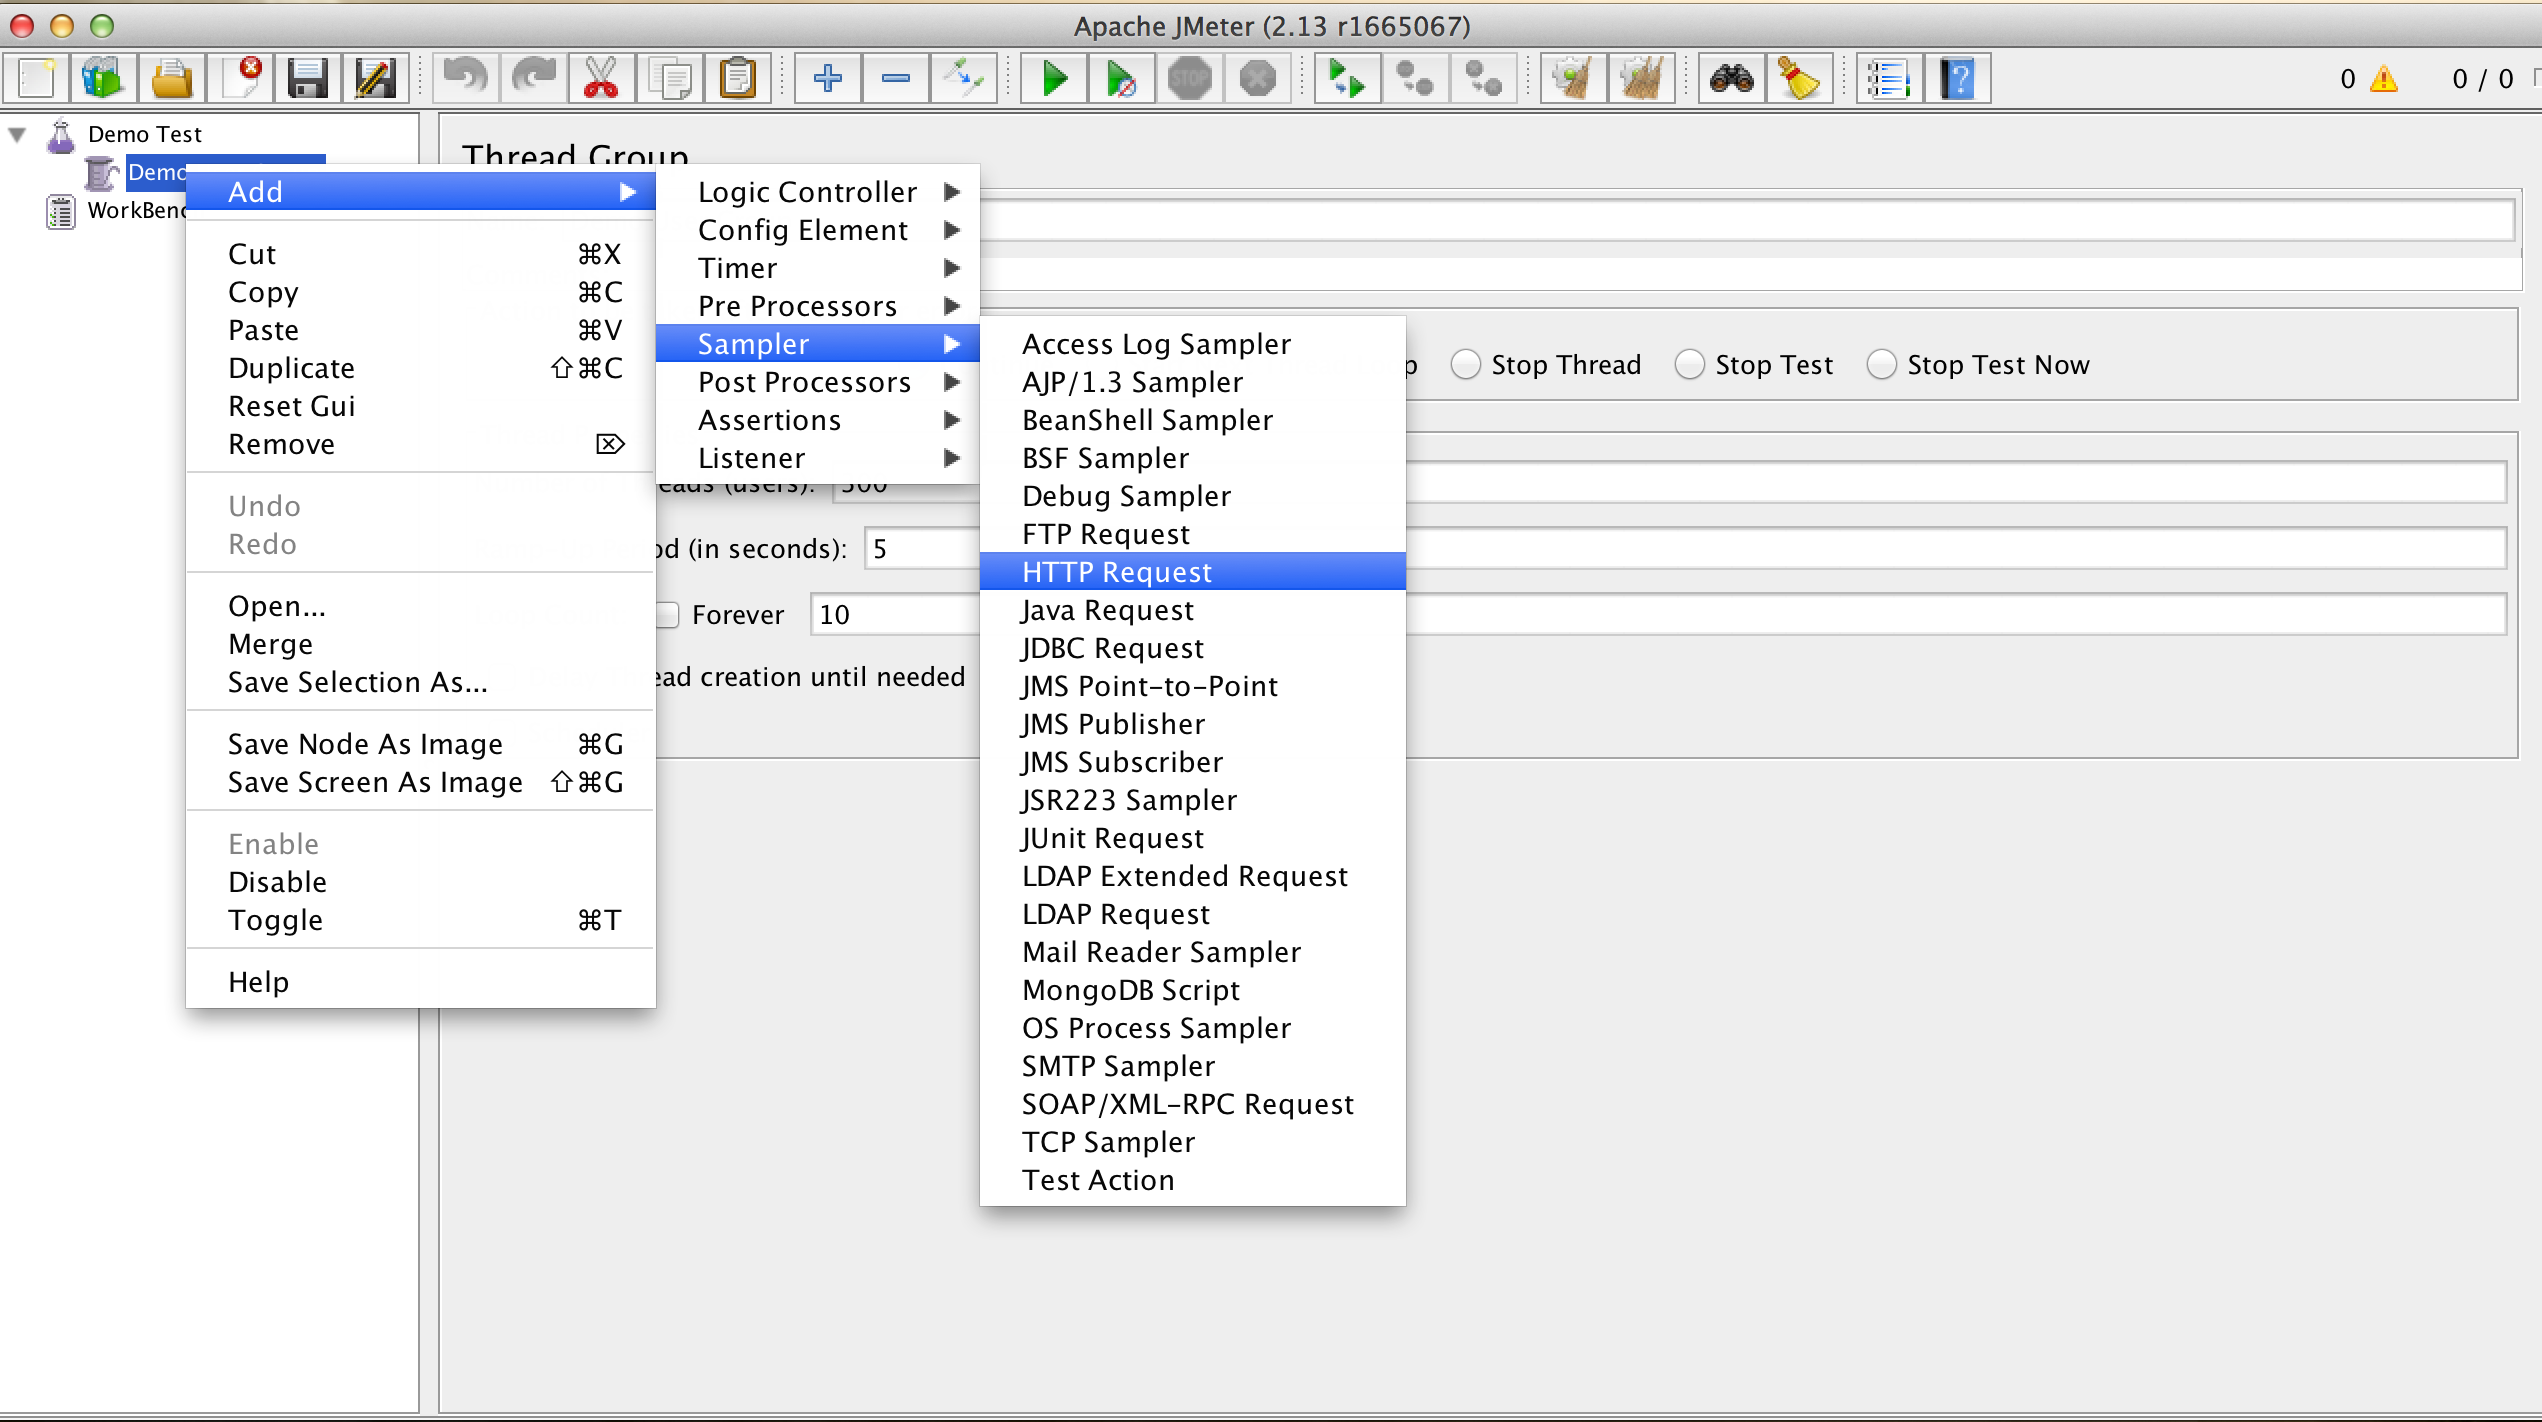 Apache JMeter (2.13 r1665067)
STOP
0
0 / 0
Demo Test
WorkBenc
Thread Group
Add
Cut ⌘X
Copy ⌘C
Paste ⌘V
Duplicate ⇧⌘C
Reset Gui
Remove ⌦
Undo
Redo
Open...
Merge
Save Selection As...
Save Node As Image ⌘G
Save Screen As Image ⇧⌘G
Enable
Disable
Toggle ⌘T
Help
Logic Controller
Config Element
Timer
Pre Processors
Sampler
Post Processors
Assertions
Listener
Access Log Sampler
AJP/1.3 Sampler
BeanShell Sampler
BSF Sampler
Debug Sampler
FTP Request
HTTP Request
Java Request
JDBC Request
JMS Point-to-Point
JMS Publisher
JMS Subscriber
JSR223 Sampler
JUnit Request
LDAP Extended Request
LDAP Request
Mail Reader Sampler
MongoDB Script
OS Process Sampler
SMTP Sampler
SOAP/XML-RPC Request
TCP Sampler
Test Action
p Stop Thread Stop Test Stop Test Now
eads (users): 500
od (in seconds): 5
Forever 10
ead creation until needed